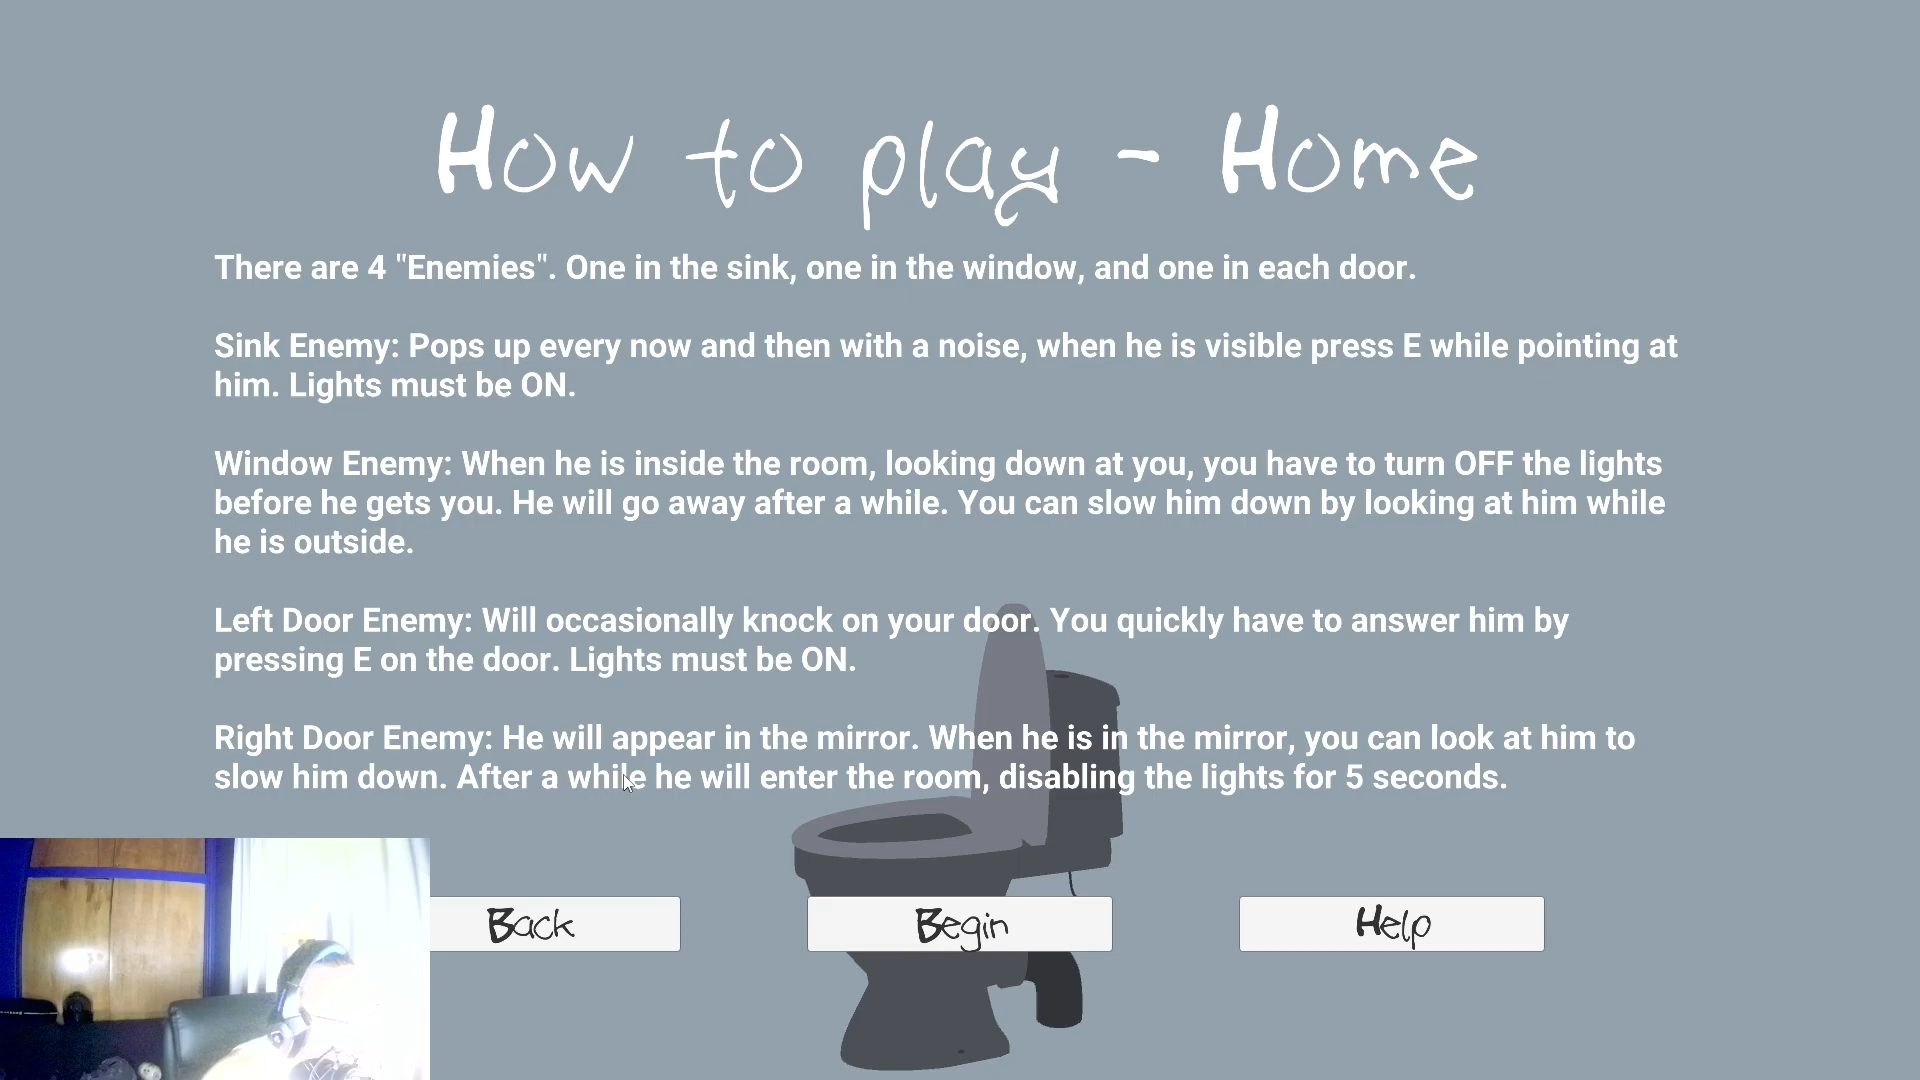 How to play - Home
There are 4 "Enemies". One in the sink, one in the window, and one in each door.
Sink Enemy: Pops up every now and then with a noise, when he is visible press E while pointing at
him. Lights must be ON.
Window Enemy: When he is inside the room, looking down at you, you have to turn OFF the lights
before he gets you. He will go away after a while. You can slow him down by looking at him while
he is outside.
Left Door Enemy: Will occasionally knock on your door. You quickly have to answer him by
pressing E on the door. Lights must be ON.
Right Door Enemy: He will appear in the mirror. When he is in the mirror, you can look at him to
slow him down. After a while he will enter the room, disabling the lights for 5 seconds.
Back
Begin
Help